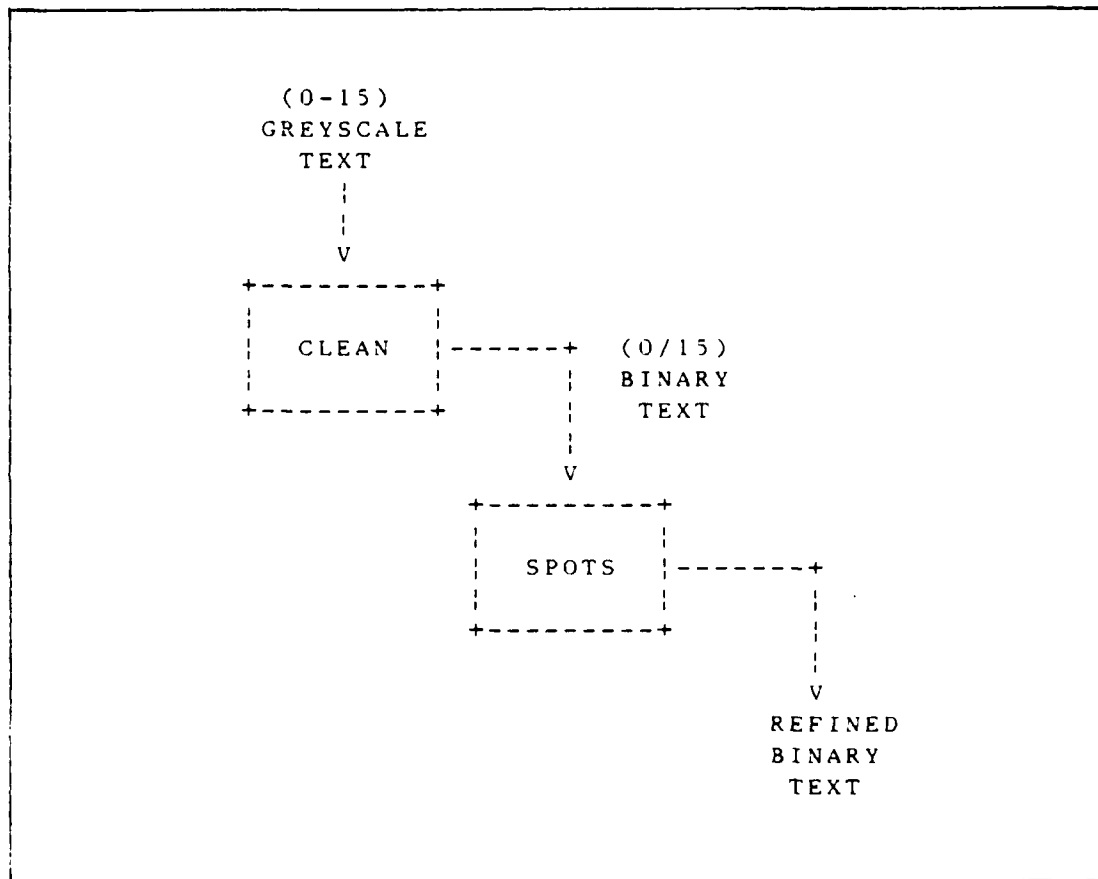 (0-15)
GREYSCALE
TEXT
V
CLEAN
(0/15)
BINARY
TEXT
V
SPOTS
V
REFINED
BINARY
TEXT